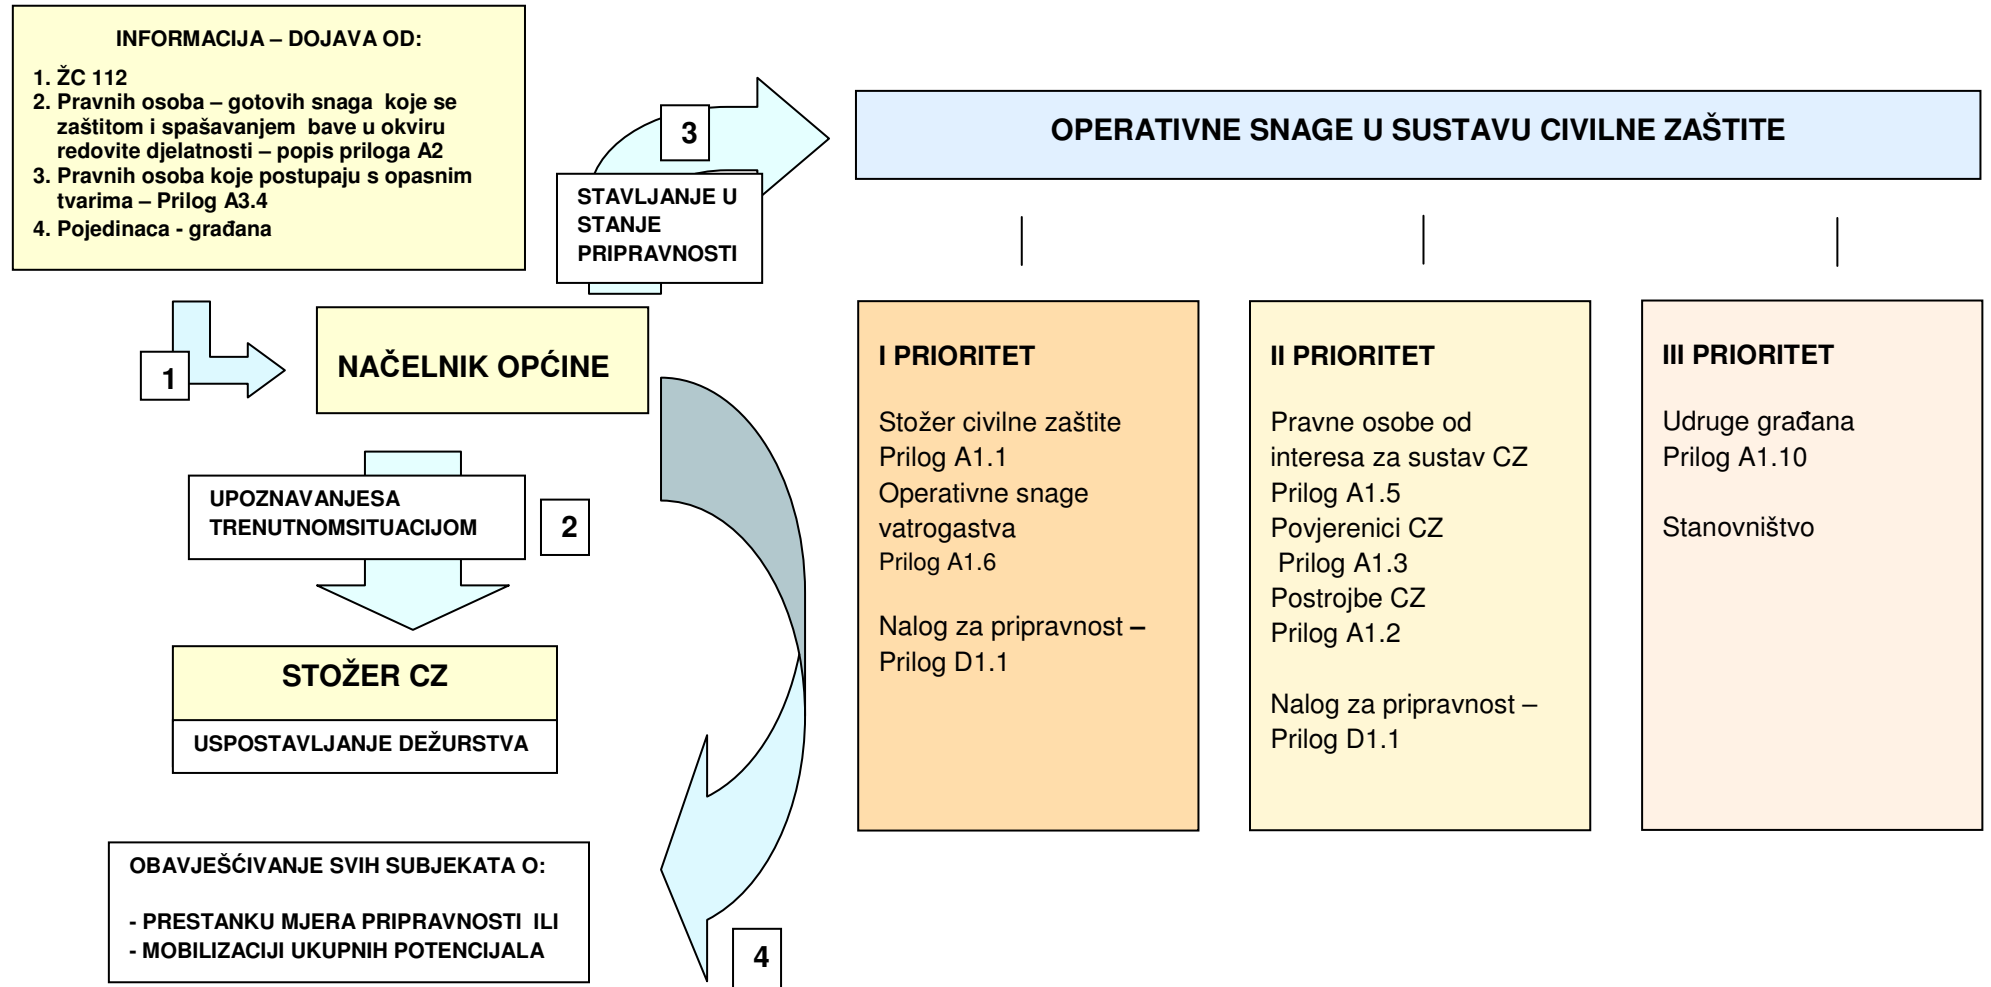 INFORMACIJA – DOJAVA OD:
1. ŽC 112
2. Pravnih osoba – gotovih snaga koje se
zaštitom i spašavanjem bave u okviru
redovite djelatnosti – popis priloga A2
3. Pravnih osoba koje postupaju s opasnim
tvarima – Prilog A3.4
4. Pojedinaca - građana
1
NAČELNIK OPĆINE
UPOZNAVANJESA
TRENUTNOMSITUACIJOM
2
STOŽER CZ
USPOSTAVLJANJE DEŽURSTVA
3
STAVLJANJE U
STANJE
PRIPRAVNOSTI
OBAVJEŠĆIVANJE SVIH SUBJEKATA O:
- PRESTANKU MJERA PRIPRAVNOSTI ILI
- MOBILIZACIJI UKUPNIH POTENCIJALA
4
OPERATIVNE SNAGE U SUSTAVU CIVILNE ZAŠTITE
I PRIORITET
Stožer civilne zaštite
Prilog A1.1
Operativne snage
vatrogastva
Prilog A1.6
Nalog za pripravnost –
Prilog D1.1
II PRIORITET
Pravne osobe od
interesa za sustav CZ
Prilog A1.5
Povjerenici CZ
Prilog A1.3
Postrojbe CZ
Prilog A1.2
Nalog za pripravnost –
Prilog D1.1
III PRIORITET
Udruge građana
Prilog A1.10
Stanovništvo